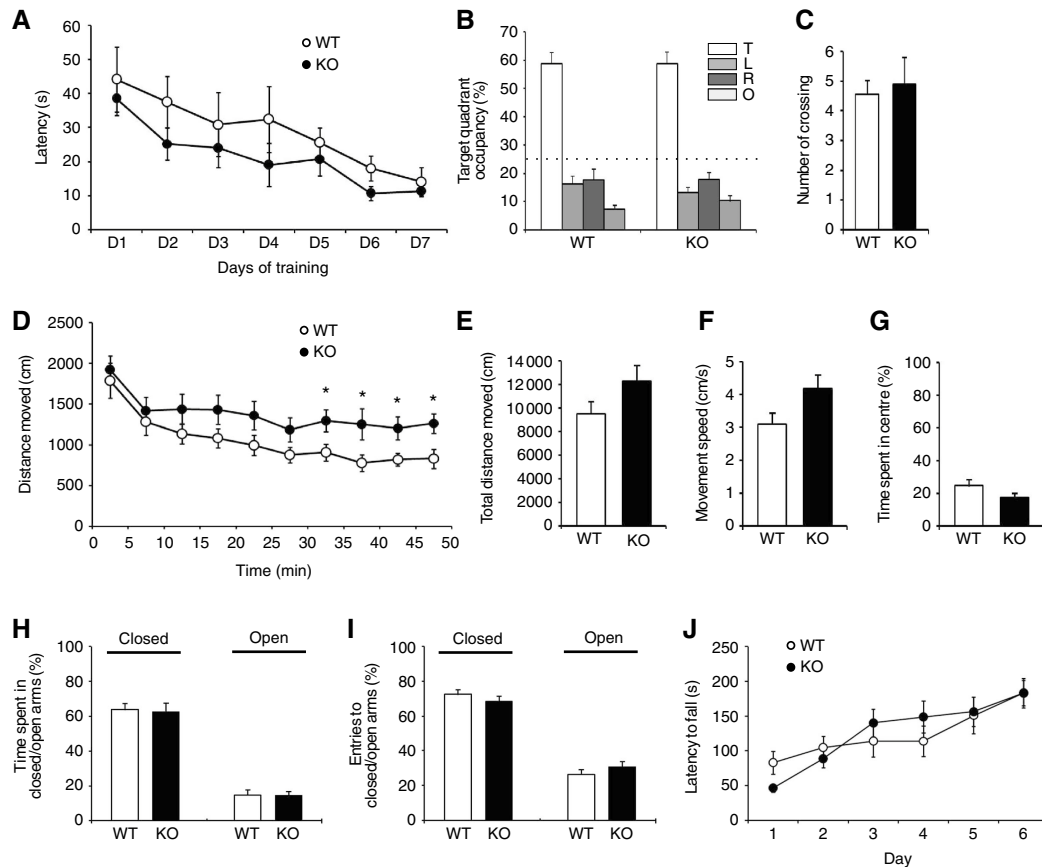 A
60
50
40
30
20
10
0
Latency (s)
WT
KO
D1 D2 D3 D4 D5 D6 D7
Days of training
B
70
60
50
40
30
20
10
0
Target quadrant
occupancy (%)
T
L
R
O
WT KO
C
6
5
4
3
2
1
0
Number of crossing
WT KO
D
2500
2000
1500
1000
500
0
Distance moved (cm)
WT
KO
* * * *
0 5 10 15 20 25 30 35 40 45 50
Time (min)
E
14000
12000
10000
8000
6000
4000
2000
0
Total distance moved (cm)
WT KO
F
5
4
3
2
1
0
Movement speed (cm/s)
WT KO
G
100
80
60
40
20
0
Time spent in centre (%)
WT KO
H
100
80
60
40
20
0
Time spent in
closed/open arms (%)
Closed Open
WT KO WT KO
I
100
80
60
40
20
0
Entries to
closed/open arms (%)
Closed Open
WT KO WT KO
J
250
200
150
100
50
0
Latency to fall (s)
WT
KO
1 2 3 4 5 6
Day